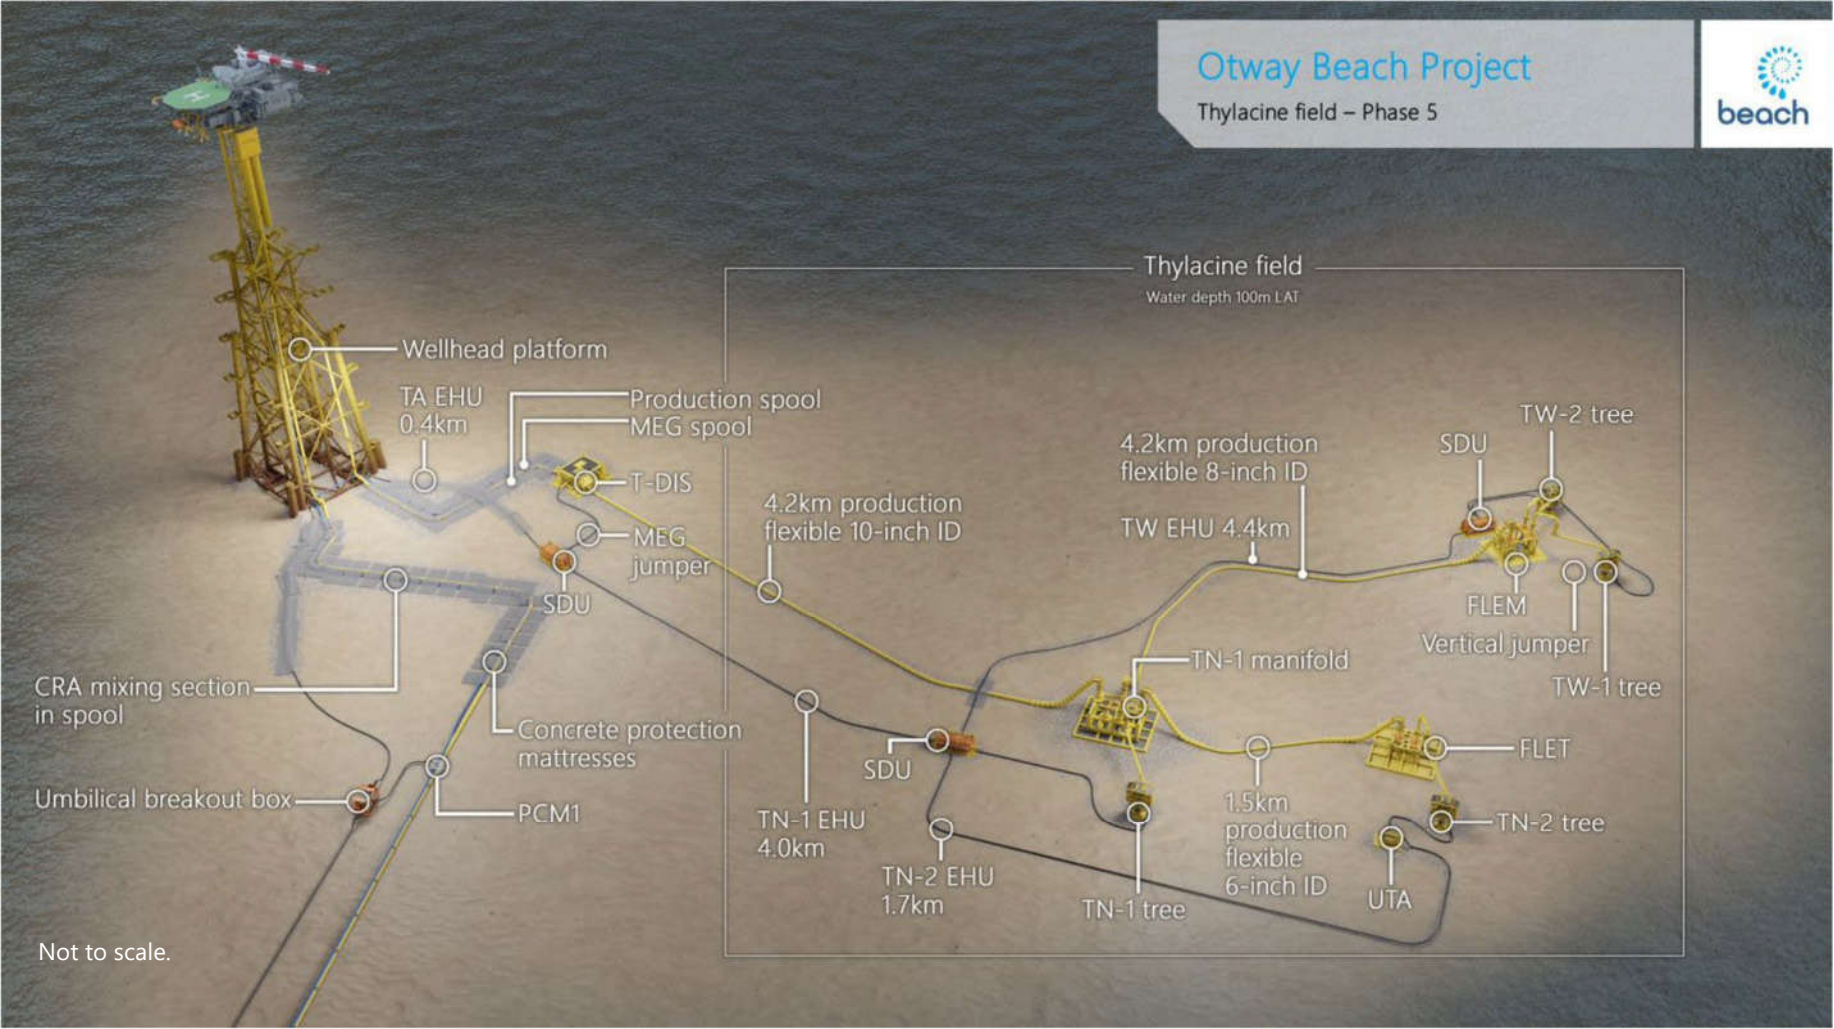 Otway Beach Project
Thylacine field – Phase 5
beach
H
Thylacine field
Water depth 100m LAT
Wellhead platform
TA EHU
0.4km
Production spool
MEG spool
T-DIS
MEG
jumper
SDU
4.2km production
flexible 10-inch ID
4.2km production
flexible 8-inch ID
TW EHU 4.4km
SDU
TW-2 tree
FLEM
Vertical jumper
TW-1 tree
TN-1 manifold
CRA mixing section
in spool
Concrete protection
mattresses
Umbilical breakout box
PCM1
SDU
TN-1 EHU
4.0km
TN-2 EHU
1.7km
TN-1 tree
1.5km
production
flexible
6-inch ID
FLET
TN-2 tree
UTA
Not to scale.